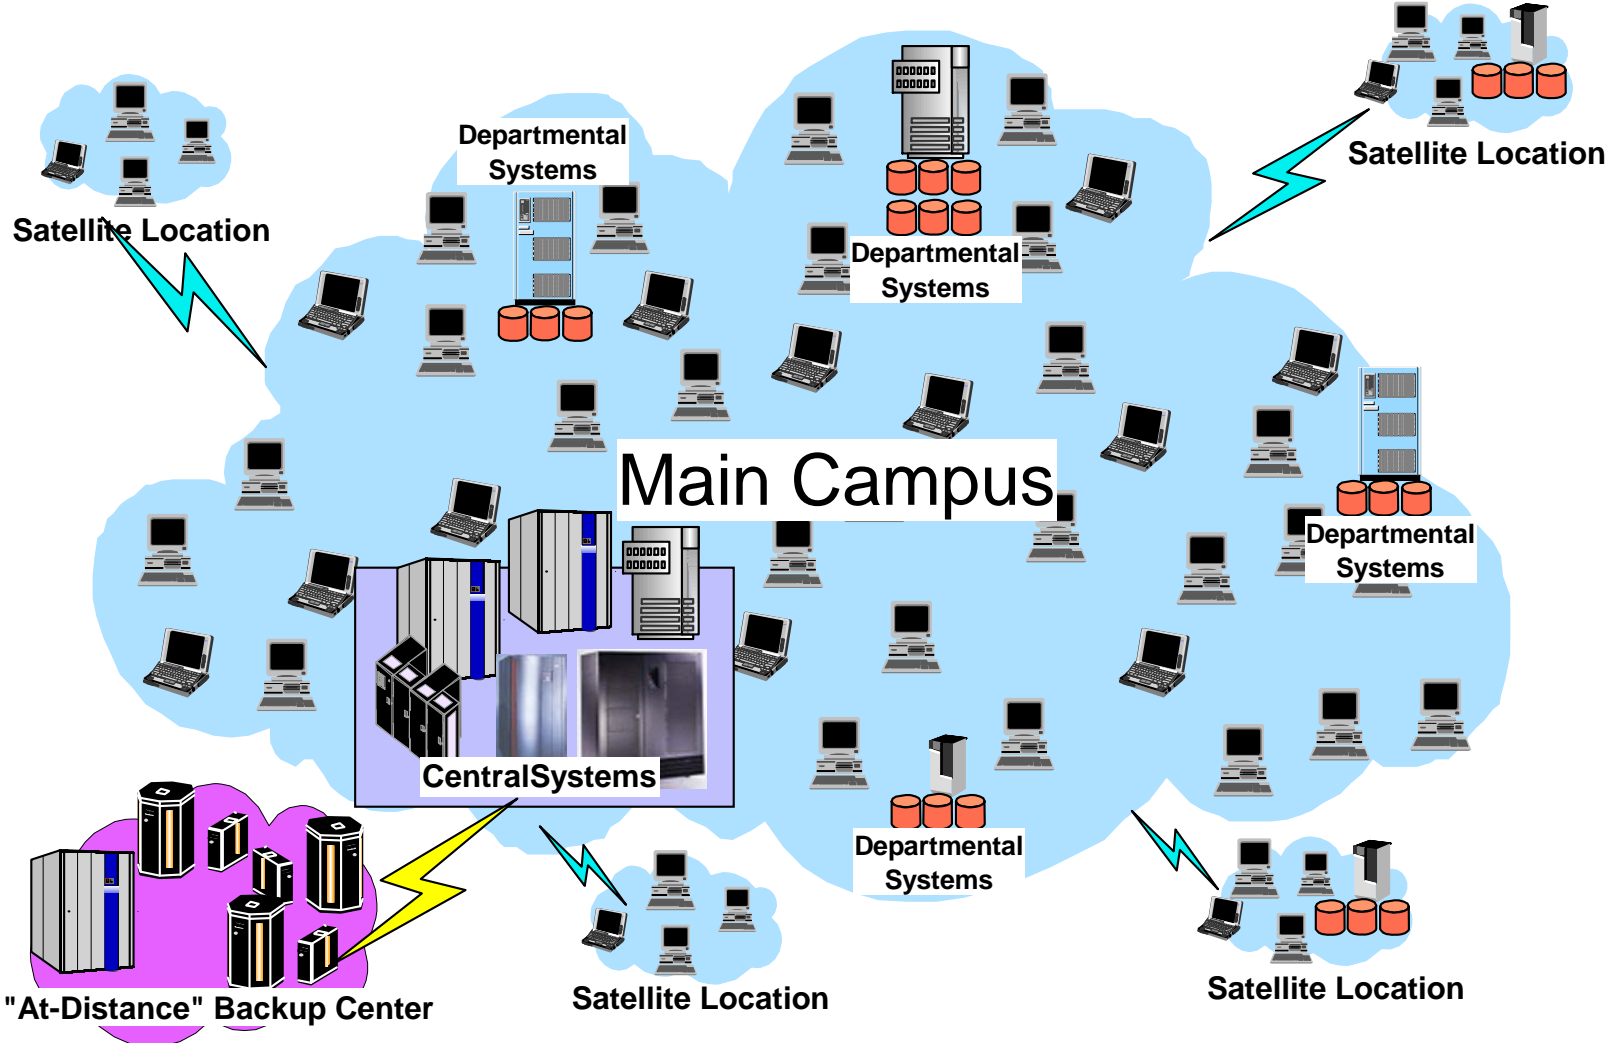 Satellite Location
Departmental
Systems
Departmental
Systems
Satellite Location
Main Campus
Departmental
Systems
CentralSystems
Departmental
Systems
"At-Distance" Backup Center
Satellite Location
Satellite Location